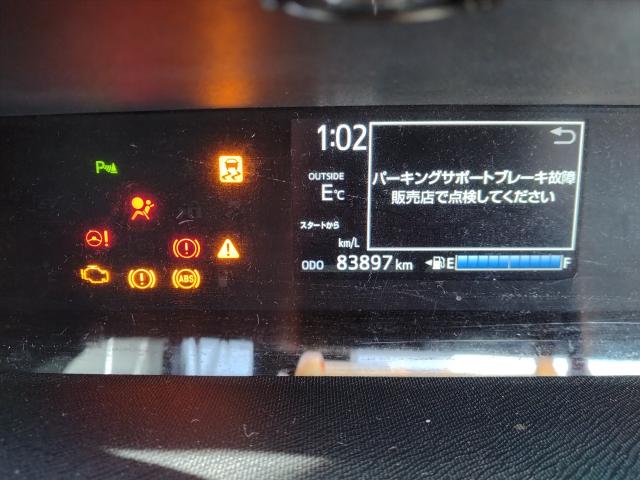 P
1:02
パーキングサポートブレーキ故障
販売店で点検してください
OUTSIDE
E℃
スタートから
km/L
ODO 83897 km
E F
!
(!)
!
(!)
ABS